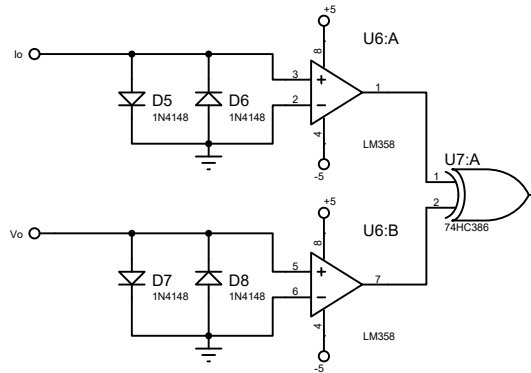 +5
U6:A
8
Io
3
1
2
D5
1N4148
D6
1N4148
4
LM358
-5
U7:A
1
2
74HC386
+5
U6:B
8
Vo
5
7
6
D7
1N4148
D8
1N4148
4
LM358
-5